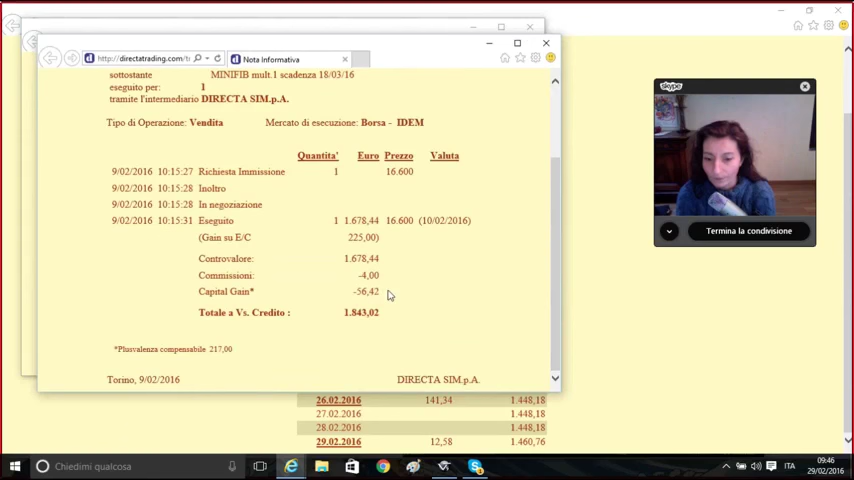 http://directatrading.com/tr
Nota Informativa
sottostante MINIFIB mult.1 scadenza 18/03/16
eseguito per: 1
tramite l'intermediario DIRECTA SIM.p.A.
Tipo di Operazione: Vendita Mercato di esecuzione: Borsa - IDEM
Quantita' Euro Prezzo Valuta
9/02/2016 10:15:27 Richiesta Immissione 1 16.600
9/02/2016 10:15:28 Inoltro
9/02/2016 10:15:28 In negoziazione
9/02/2016 10:15:31 Eseguito 1 1.678,44 16.600 (10/02/2016)
(Gain su E/C 225,00)
Controvalore: 1.678,44
Commissioni: -4,00
Capital Gain* -56,42
Totale a Vs. Credito : 1.843,02
*Plusvalenza compensabile 217,00
Torino, 9/02/2016 DIRECTA SIM.p.A.
26.02.2016 141,34 1.448,18
27.02.2016 1.448,18
28.02.2016 1.448,18
29.02.2016 12,58 1.460,76
skype
Termina la condivisione
Chiedimi qualcosa
ITA
09:46
29/02/2016